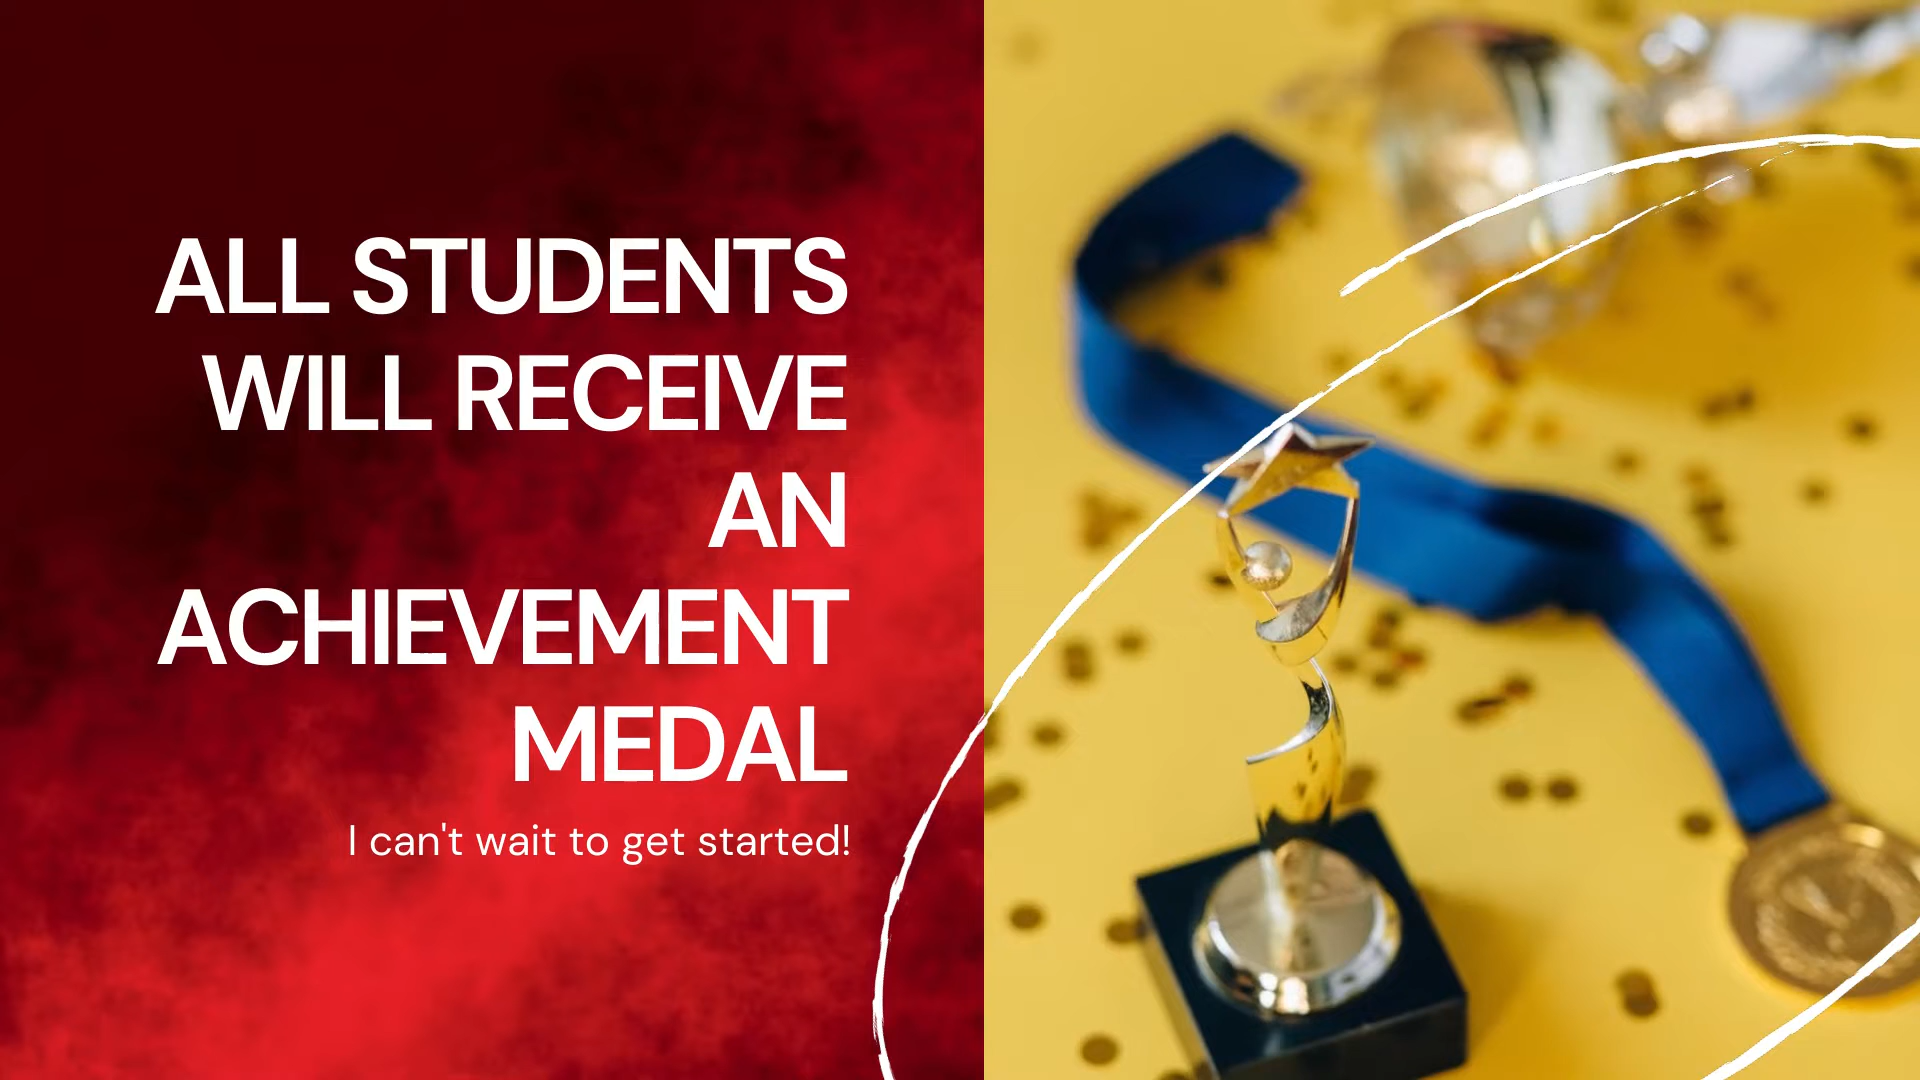 ALL STUDENTS
WILL RECEIVE
AN
ACHIEVEMENT
MEDAL
I can't wait to get started!